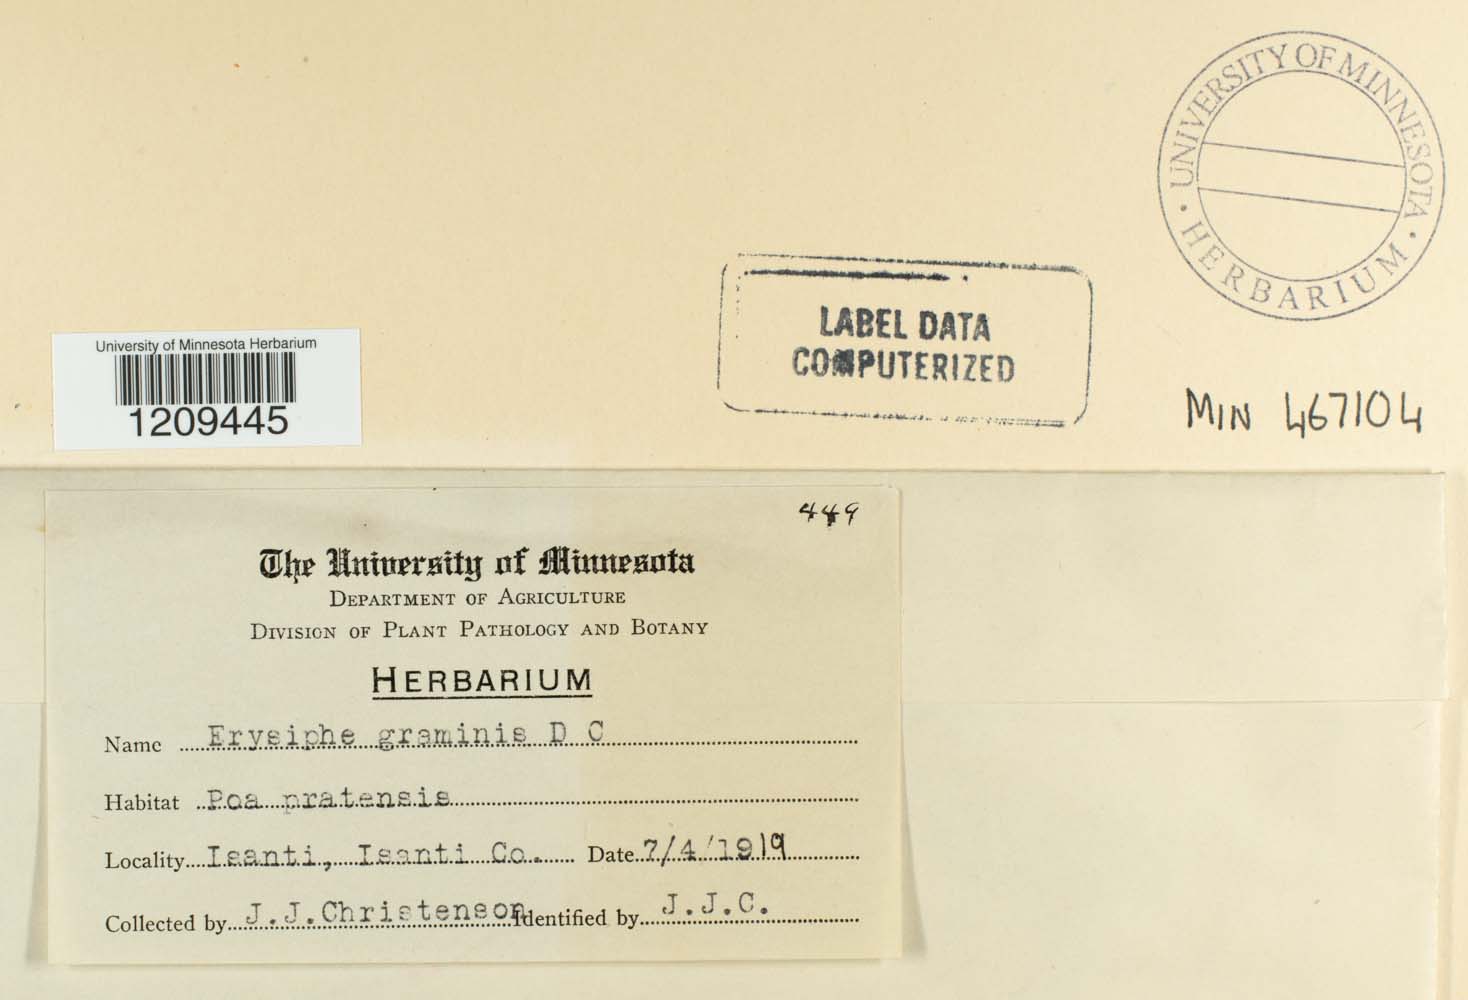 UNIVERSITY OF MINNESOTA
· HERBARIUM ·
LABEL DATA
COMPUTERIZED
University of Minnesota Herbarium
1209445
MIN 467104
449
The University of Minnesota
DEPARTMENT OF AGRICULTURE
DIVISION OF PLANT PATHOLOGY AND BOTANY
HERBARIUM
Name Erysiphe graminis D C
Habitat Poa pratensis
Locality Isanti, Isanti Co. Date 7/4/1919
Collected by J.J.Christenson Identified by J.J.C.